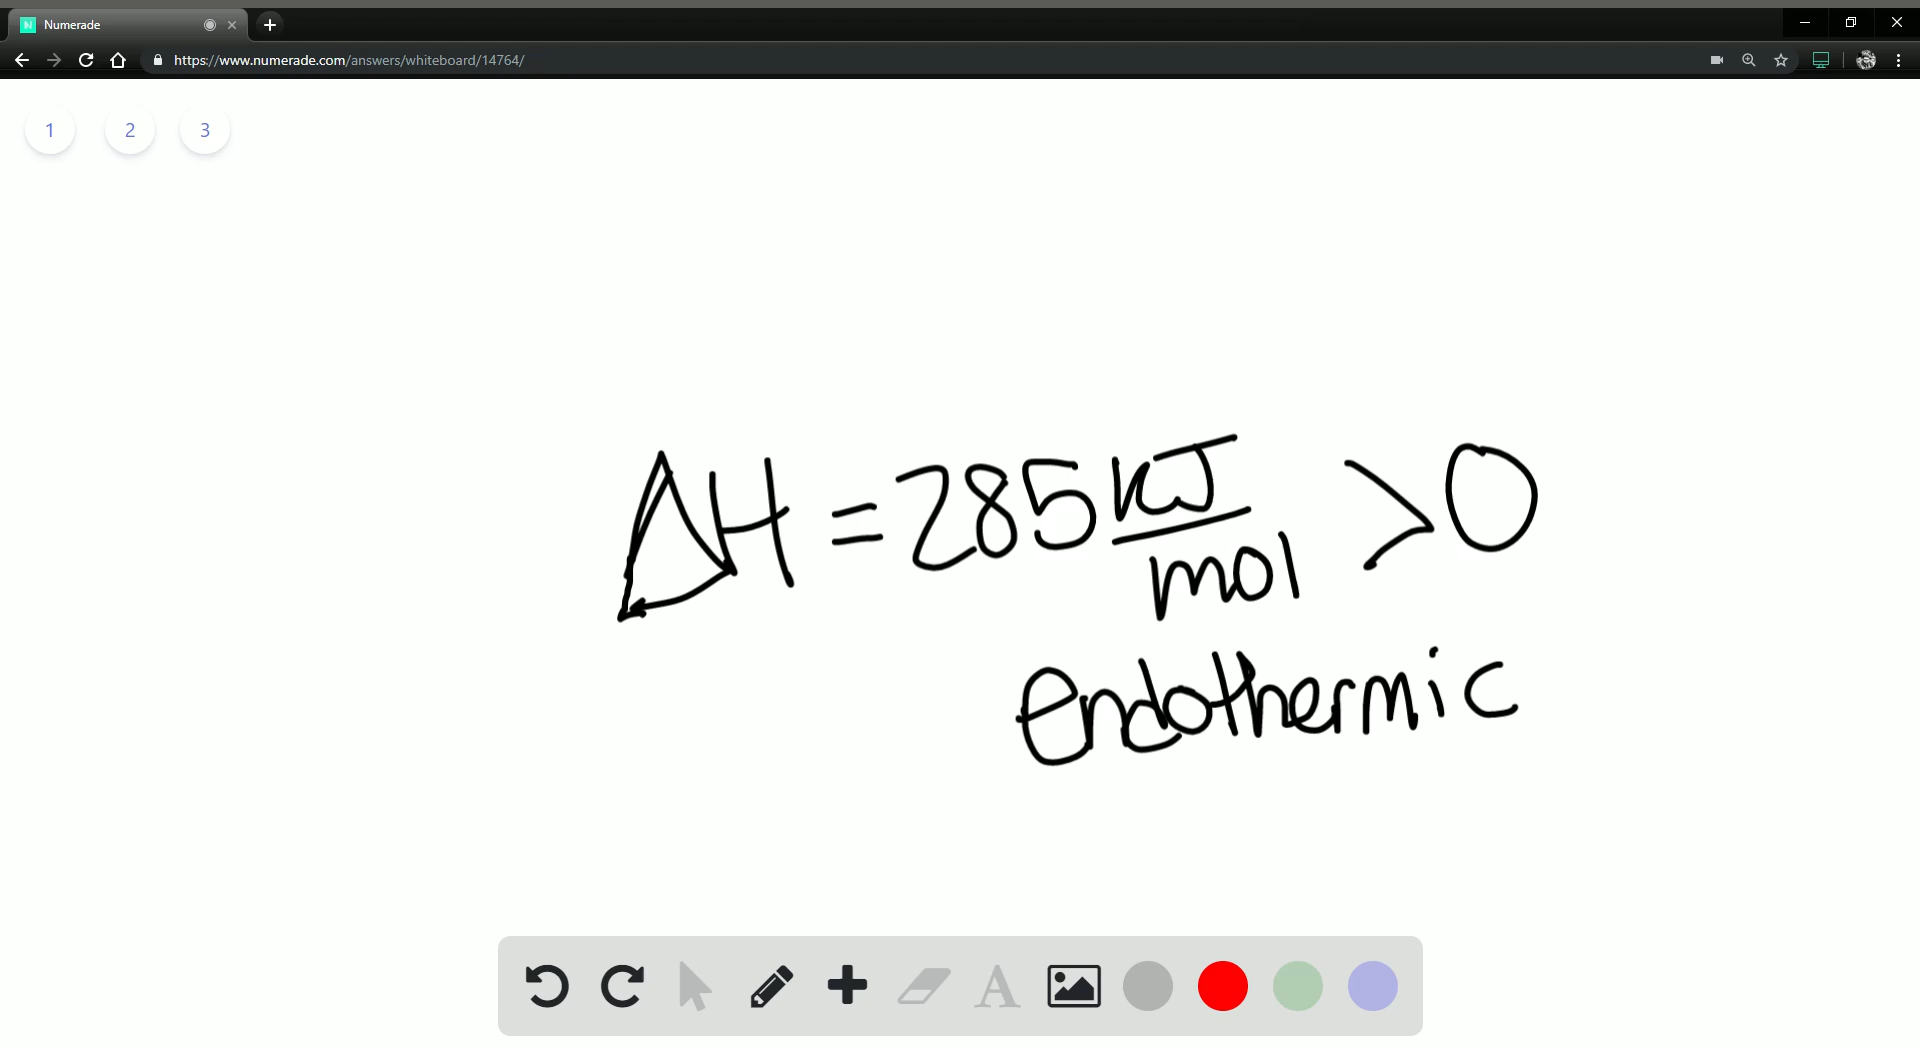 Numerade
https://www.numerade.com/answers/whiteboard/14764/
1 2 3
ΔH = 285 kJ/mol > 0
endothermic
A